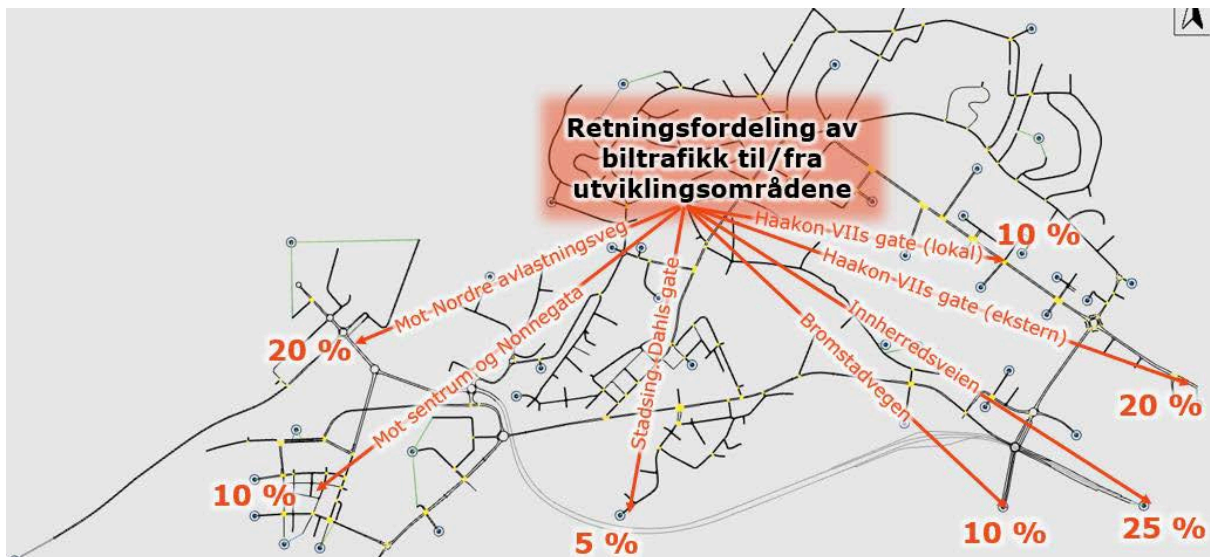 Retningsfordeling av
biltrafikk til/fra
utviklingsområdene
Haakon VIIs gate (lokal)
10 %
Haakon VIIs gate (ekstern)
20 %
Mot Nordre avlastningsveg
20 %
Mot sentrum og Nonnegata
10 %
Stadsing. Dahls gate
5 %
Bromstadvegen
10 %
Innherredsveien
25 %